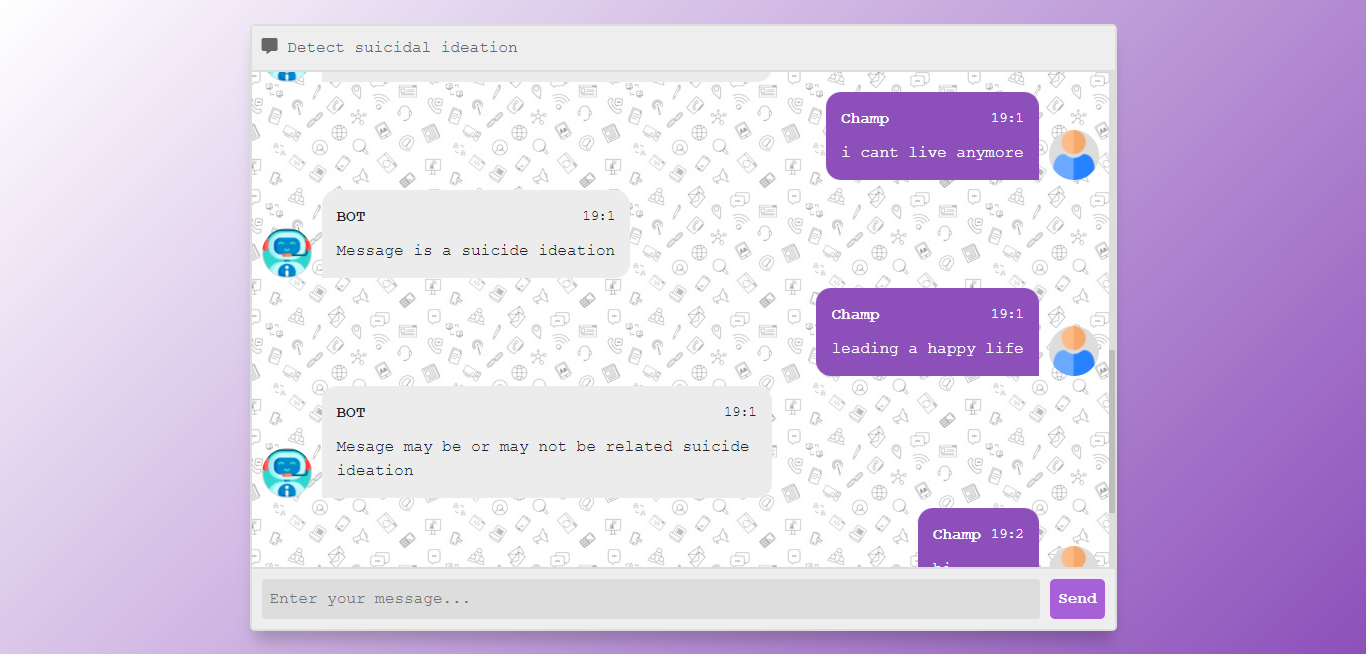 Detect suicidal ideation
Champ 19:1
i cant live anymore
BOT 19:1
Message is a suicide ideation
Champ 19:1
leading a happy life
BOT 19:1
Mesage may be or may not be related suicide
ideation
Champ 19:2
Enter your message...
Send